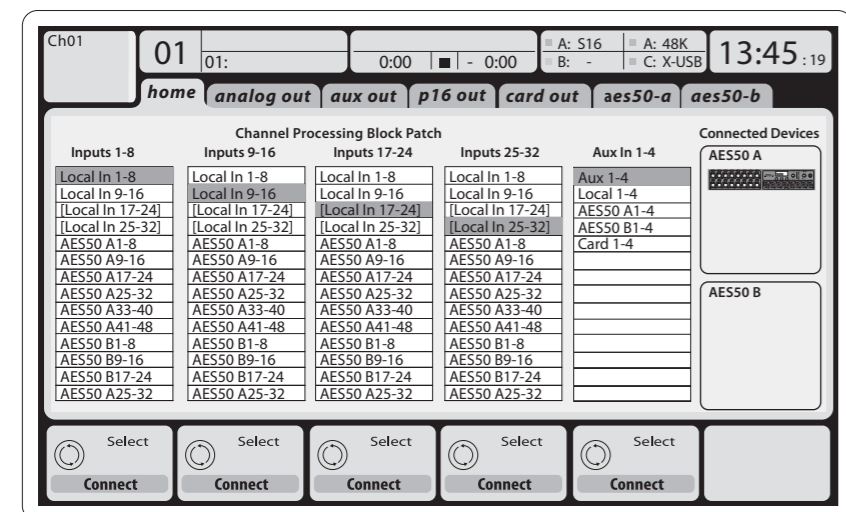 Ch01
01
01:
0:00 - 0:00
A: S16
B: -
A: 48K
C: X-USB
13:45 :19
home analog out aux out p16 out card out aes50-a aes50-b
Channel Processing Block Patch
Connected Devices
Inputs 1-8 Inputs 9-16 Inputs 17-24 Inputs 25-32 Aux In 1-4
AES50 A
Local In 1-8 Local In 1-8 Local In 1-8 Local In 1-8 Aux 1-4
Local In 9-16 Local In 9-16 Local In 9-16 Local In 9-16 Local 1-4
[Local In 17-24] [Local In 17-24] [Local In 17-24] [Local In 17-24] AES50 A1-4
[Local In 25-32] [Local In 25-32] [Local In 25-32] [Local In 25-32] AES50 B1-4
AES50 A1-8 AES50 A1-8 AES50 A1-8 AES50 A1-8 Card 1-4
AES50 A9-16 AES50 A9-16 AES50 A9-16 AES50 A9-16
AES50 A17-24 AES50 A17-24 AES50 A17-24 AES50 A17-24
AES50 A25-32 AES50 A25-32 AES50 A25-32 AES50 A25-32
AES50 B
AES50 A33-40 AES50 A33-40 AES50 A33-40 AES50 A33-40
AES50 A41-48 AES50 A41-48 AES50 A41-48 AES50 A41-48
AES50 B1-8 AES50 B1-8 AES50 B1-8 AES50 B1-8
AES50 B9-16 AES50 B9-16 AES50 B9-16 AES50 B9-16
AES50 B17-24 AES50 B17-24 AES50 B17-24 AES50 B17-24
AES50 A25-32 AES50 A25-32 AES50 A25-32 AES50 A25-32
Select Select Select Select Select
Connect Connect Connect Connect Connect